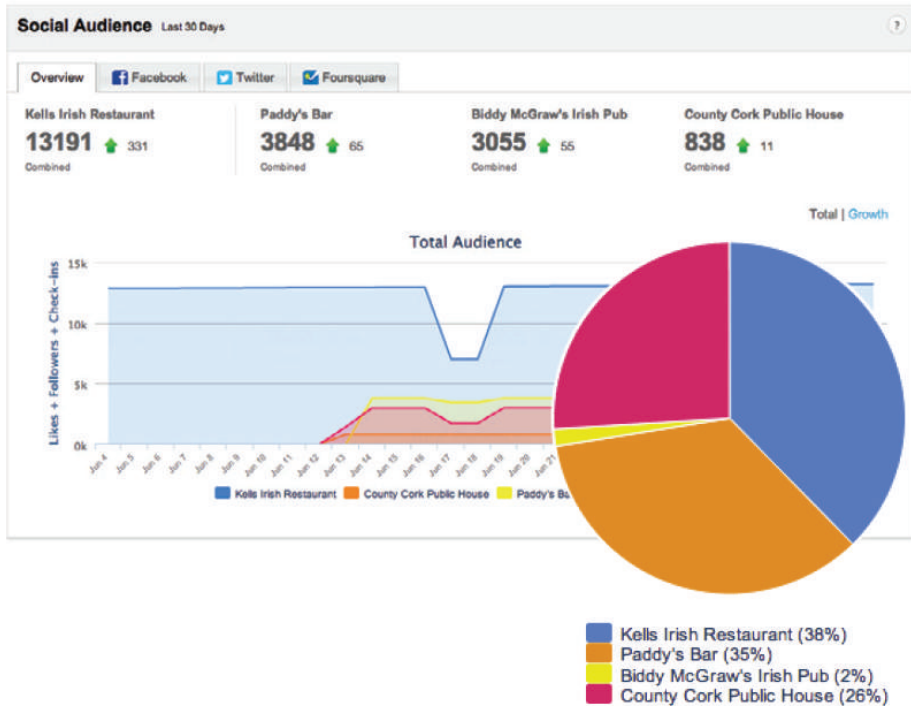 Social Audience Last 30 Days
?
Overview Facebook Twitter Foursquare
Kells Irish Restaurant Paddy's Bar Biddy McGraw's Irish Pub County Cork Public House
13191 331 3848 65 3055 55 838 11
Combined Combined Combined Combined
Total | Growth
Total Audience
Likes + Followers + Check-ins
15k
10k
5k
0k
Jun 4 Jun 5 Jun 6 Jun 7 Jun 8 Jun 9 Jun 10 Jun 11 Jun 12 Jun 13 Jun 14 Jun 15 Jun 16 Jun 17 Jun 18 Jun 19 Jun 20 Jun 21
Kells Irish Restaurant County Cork Public House Paddy's
Kells Irish Restaurant (38%)
Paddy's Bar (35%)
Biddy McGraw's Irish Pub (2%)
County Cork Public House (26%)